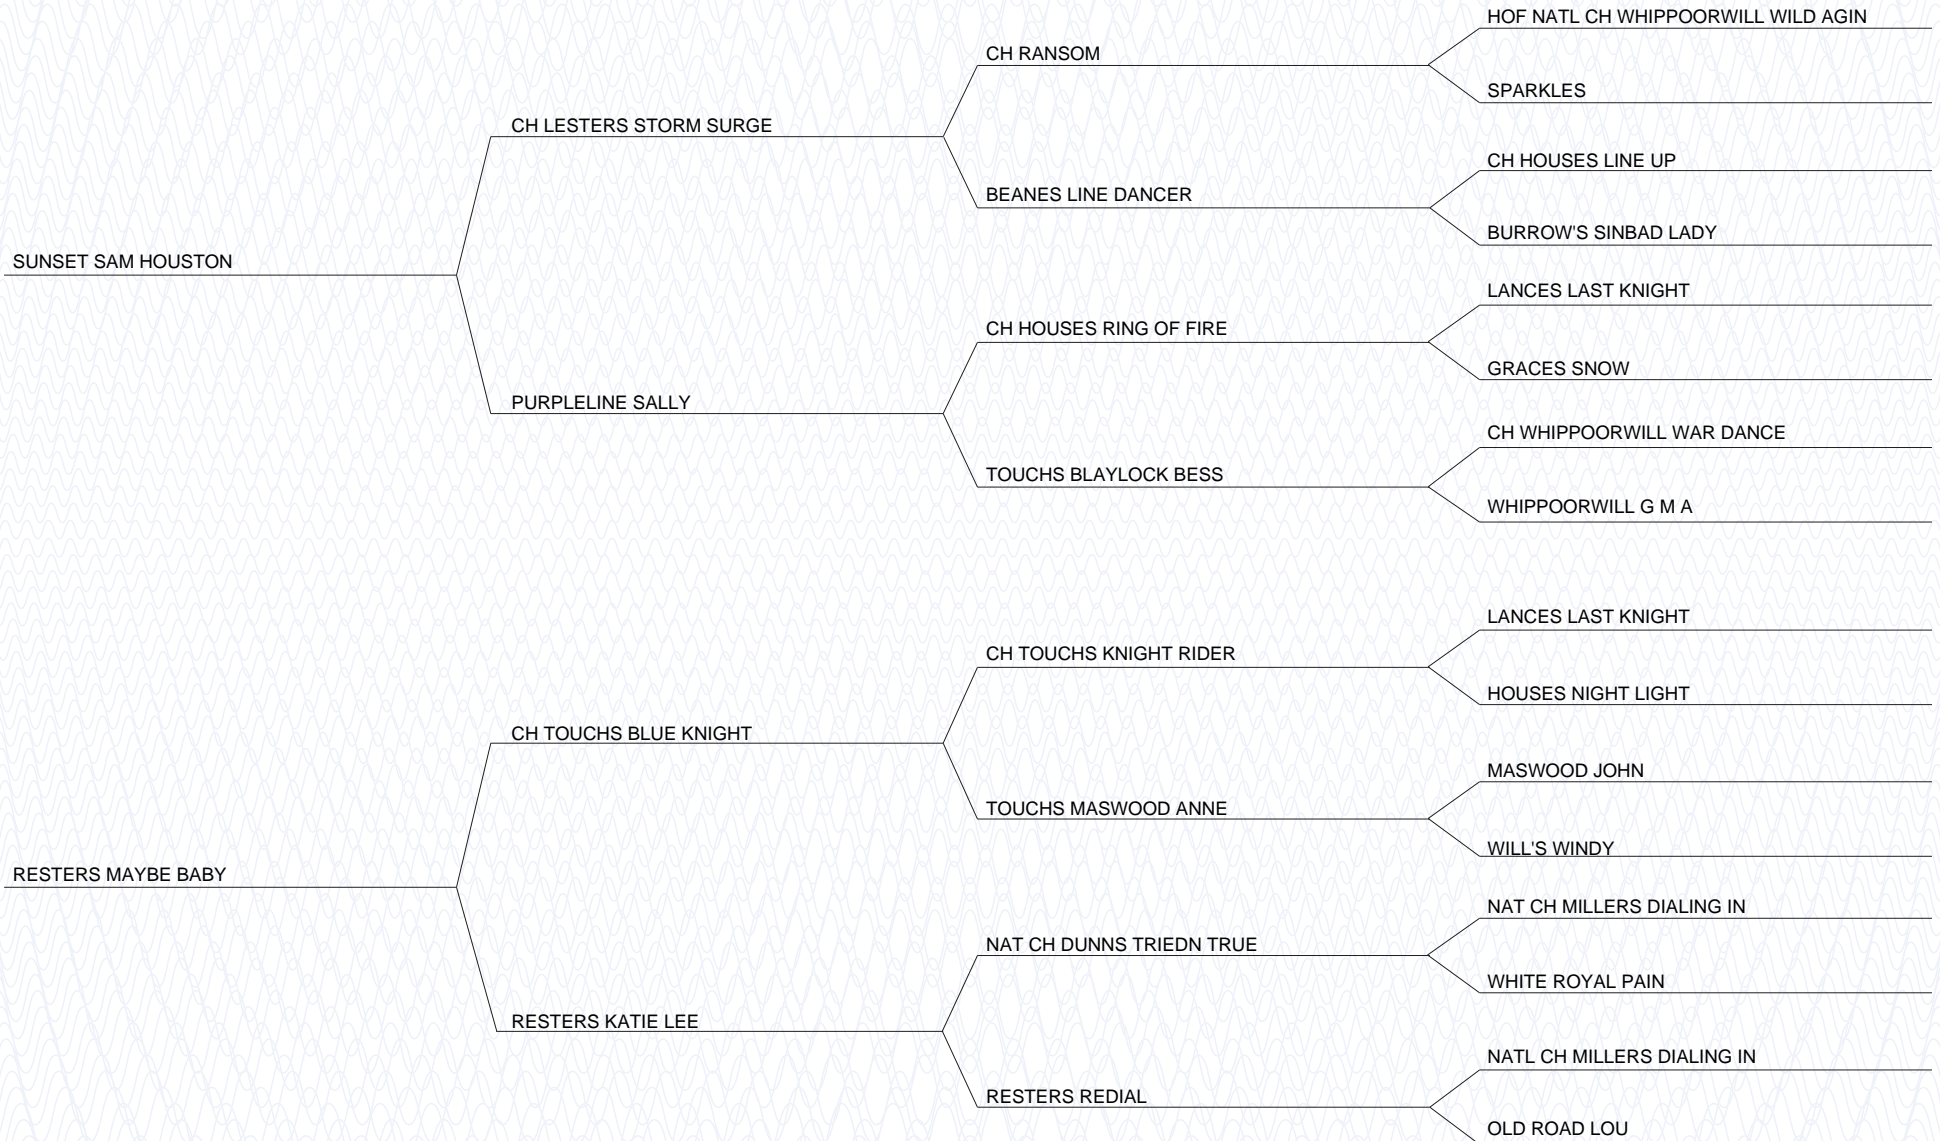 HOF NATL CH WHIPPOORWILL WILD AGIN
CH RANSOM
SPARKLES
CH LESTERS STORM SURGE
CH HOUSES LINE UP
BEANES LINE DANCER
BURROW'S SINBAD LADY
SUNSET SAM HOUSTON
LANCES LAST KNIGHT
CH HOUSES RING OF FIRE
GRACES SNOW
PURPLELINE SALLY
CH WHIPPOORWILL WAR DANCE
TOUCHS BLAYLOCK BESS
WHIPPOORWILL G M A
LANCES LAST KNIGHT
CH TOUCHS KNIGHT RIDER
HOUSES NIGHT LIGHT
CH TOUCHS BLUE KNIGHT
MASWOOD JOHN
TOUCHS MASWOOD ANNE
WILL'S WINDY
RESTERS MAYBE BABY
NAT CH MILLERS DIALING IN
NAT CH DUNNS TRIEDN TRUE
WHITE ROYAL PAIN
RESTERS KATIE LEE
NATL CH MILLERS DIALING IN
RESTERS REDIAL
OLD ROAD LOU